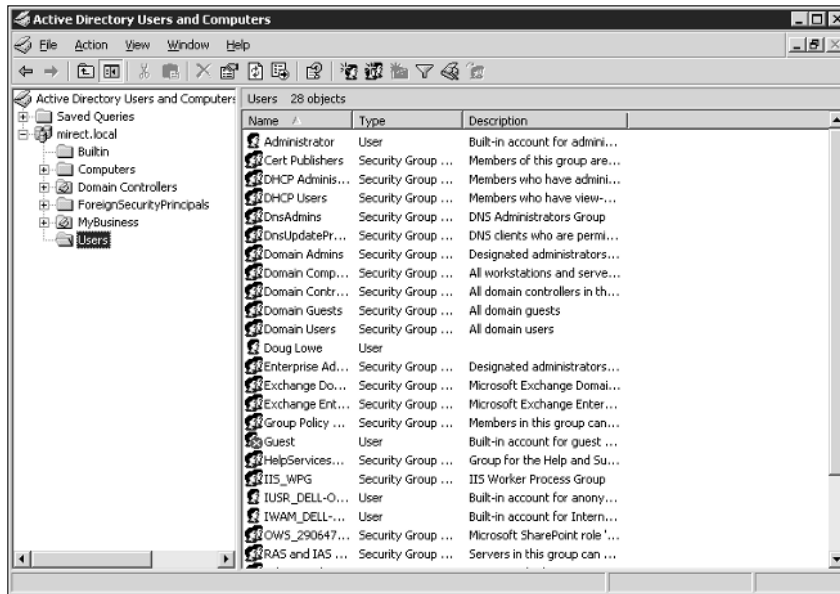 Active Directory Users and Computers
File Action View Window Help
Active Directory Users and Computers
Saved Queries
mirect.local
Builtin
Computers
Domain Controllers
ForeignSecurityPrincipals
MyBusiness
Users
Users 28 objects
Name Type Description
Administrator User Built-in account for admini...
Cert Publishers Security Group ... Members of this group are...
DHCP Adminis... Security Group ... Members who have admini...
DHCP Users Security Group ... Members who have view-...
DnsAdmins Security Group ... DNS Administrators Group
DnsUpdatePr... Security Group ... DNS clients who are permi...
Domain Admins Security Group ... Designated administrators...
Domain Comp... Security Group ... All workstations and serve...
Domain Contr... Security Group ... All domain controllers in th...
Domain Guests Security Group ... All domain guests
Domain Users Security Group ... All domain users
Doug Lowe User
Enterprise Ad... Security Group ... Designated administrators...
Exchange Do... Security Group ... Microsoft Exchange Domai...
Exchange Ent... Security Group ... Microsoft Exchange Enter...
Group Policy ... Security Group ... Members in this group can...
Guest User Built-in account for guest ...
HelpServices... Security Group ... Group for the Help and Su...
IIS_WPG Security Group ... IIS Worker Process Group
IUSR_DELL-O... User Built-in account for anony...
IWAM_DELL-... User Built-in account for Intern...
OWS_290647... Security Group ... Microsoft SharePoint role '...
RAS and IAS ... Security Group ... Servers in this group can ...